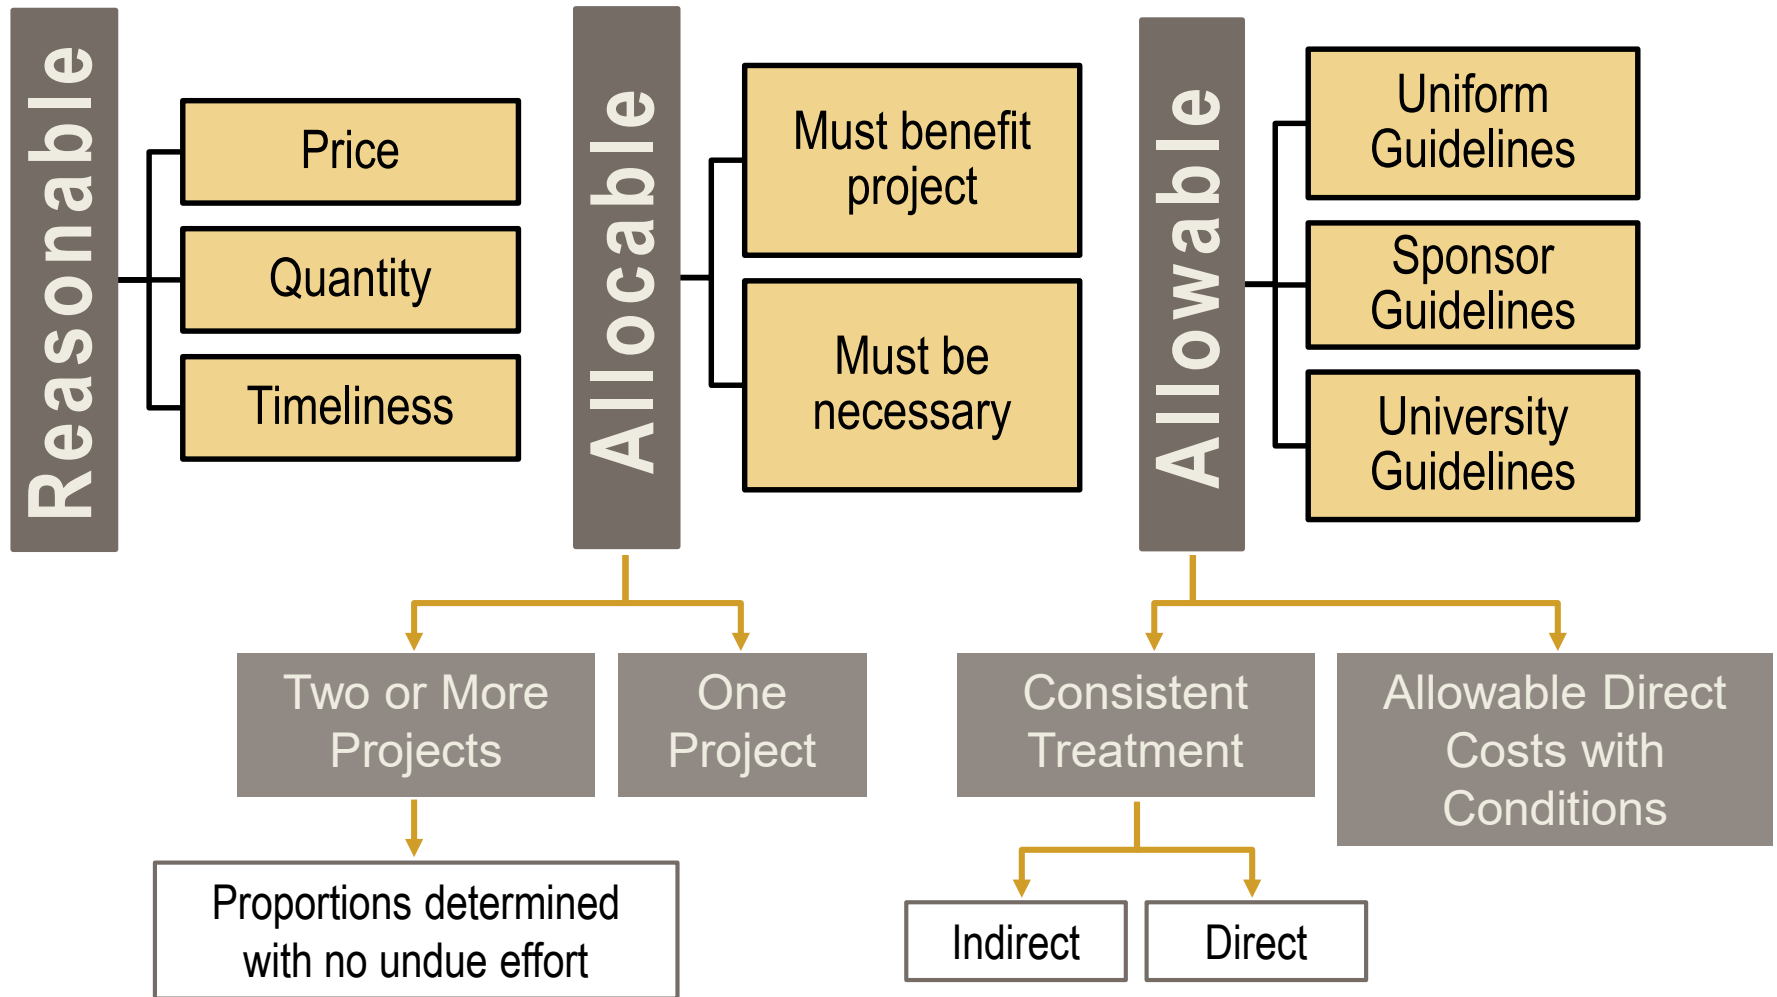 Reasonable
Price
Quantity
Timeliness
Allocable
Must benefit
project
Must be
necessary
Allowable
Uniform
Guidelines
Sponsor
Guidelines
University
Guidelines
Two or More
Projects
One
Project
Proportions determined
with no undue effort
Consistent
Treatment
Allowable Direct
Costs with
Conditions
Indirect
Direct